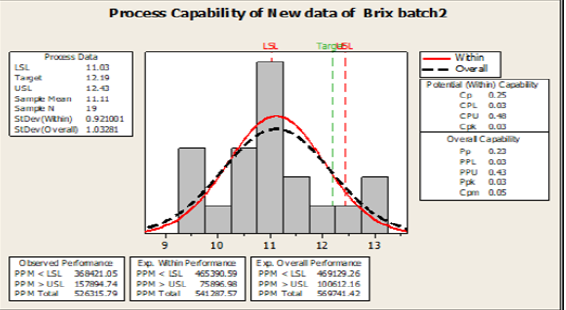 Process Capability of New data of Brix batch2
Process Data
LSL 11.03
Target 12.19
USL 12.43
Sample Mean 11.11
Sample N 19
StDev(Within) 0.921001
StDev(Overall) 1.03281
LSL Target USL
Within
Overall
Potential (Within) Capability
Cp 0.25
CPL 0.03
CPU 0.48
Cpk 0.03
Overall Capability
Pp 0.23
PPL 0.03
PPU 0.43
Ppk 0.03
Cpm 0.05
9 10 11 12 13
Observed Performance
PPM < LSL 368421.05
PPM > USL 157894.74
PPM Total 526315.79
Exp. Within Performance
PPM < LSL 465390.59
PPM > USL 75896.98
PPM Total 541287.57
Exp. Overall Performance
PPM < LSL 469129.26
PPM > USL 100612.16
PPM Total 569741.42